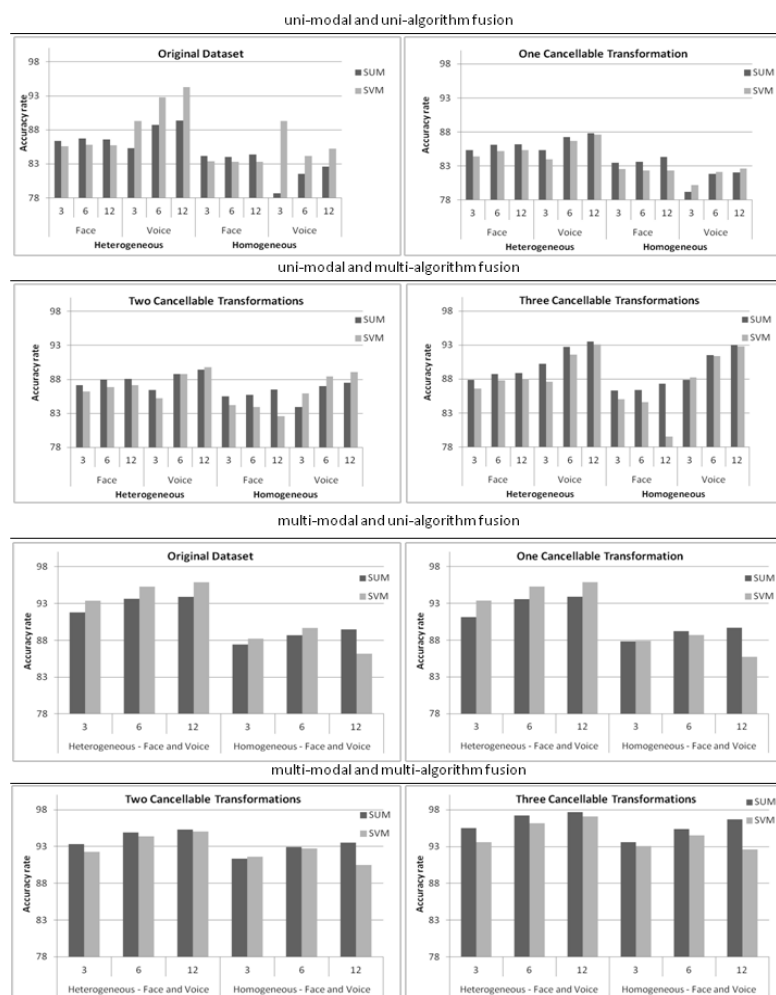 uni-modal and uni-algorithm fusion
Original Dataset
98
93
88
83
78
Accuracy rate
SUM
SVM
3 6 12 3 6 12 3 6 12 3 6 12
Face Voice Face Voice
Heterogeneous Homogeneous
One Cancellable Transformation
98
93
88
83
78
Accuracy rate
SUM
SVM
3 6 12 3 6 12 3 6 12 3 6 12
Face Voice Face Voice
Heterogeneous Homogeneous
uni-modal and multi-algorithm fusion
Two Cancellable Transformations
98
93
88
83
78
Accuracy rate
SUM
SVM
3 6 12 3 6 12 3 6 12 3 6 12
Face Voice Face Voice
Heterogeneous Homogeneous
Three Cancellable Transformations
98
93
88
83
78
Accuracy rate
SUM
SVM
3 6 12 3 6 12 3 6 12 3 6 12
Face Voice Face Voice
Heterogeneous Homogeneous
multi-modal and uni-algorithm fusion
Original Dataset
98
93
88
83
78
Accuracy rate
SUM
SVM
3 6 12 3 6 12
Heterogeneous - Face and Voice Homogeneous - Face and Voice
One Cancellable Transformation
98
93
88
83
78
Accuracy rate
SUM
SVM
3 6 12 3 6 12
Heterogeneous - Face and Voice Homogeneous - Face and Voice
multi-modal and multi-algorithm fusion
Two Cancellable Transformations
98
93
88
83
78
Accuracy rate
SUM
SVM
3 6 12 3 6 12
Heterogeneous - Face and Voice Homogeneous - Face and Voice
Three Cancellable Transformations
98
93
88
83
78
Accuracy rate
SUM
SVM
3 6 12 3 6 12
Heterogeneous - Face and Voice Homogeneous - Face and Voice